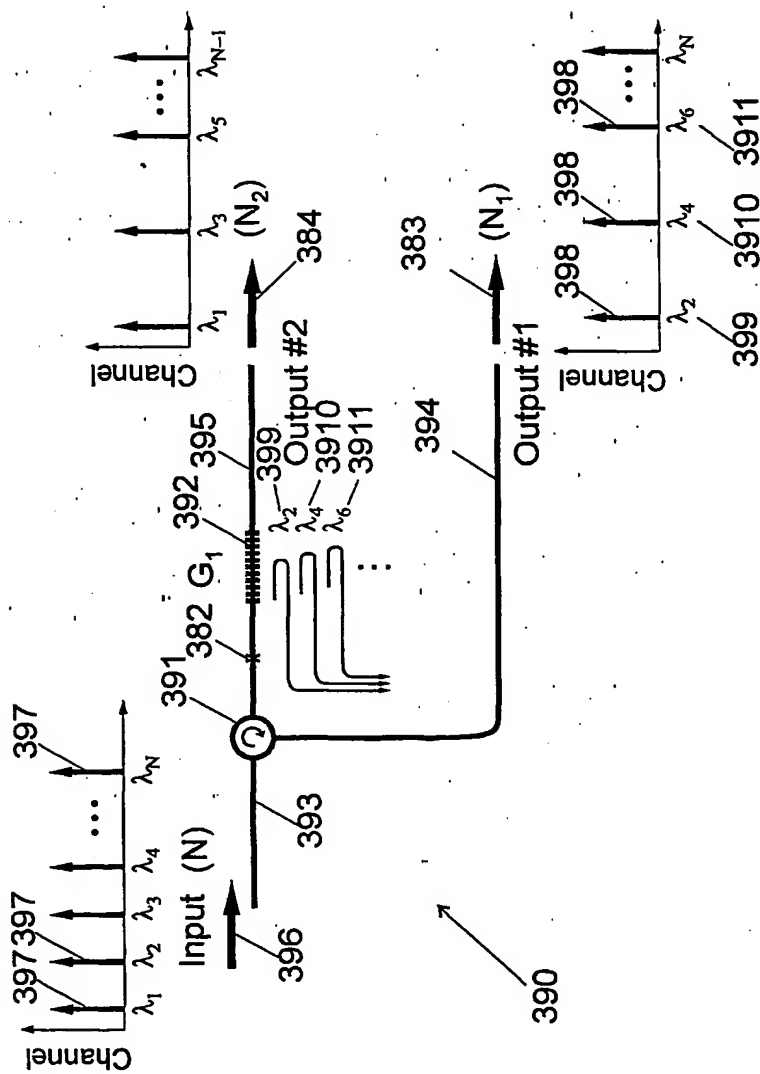 Channel
397 397 397
λ1 λ2 λ3 λ4 ••• λN
Input (N)
396
393
391
382
G1
392
395
λ2 399
λ4 3910
λ6 3911
Output #2
384
(N2)
Channel
λ1 λ3 λ5 ••• λN−1
394
Output #1
383
(N1)
Channel
398 398 398
λ2 λ4 λ6 ••• λN
399 3910 3911
390